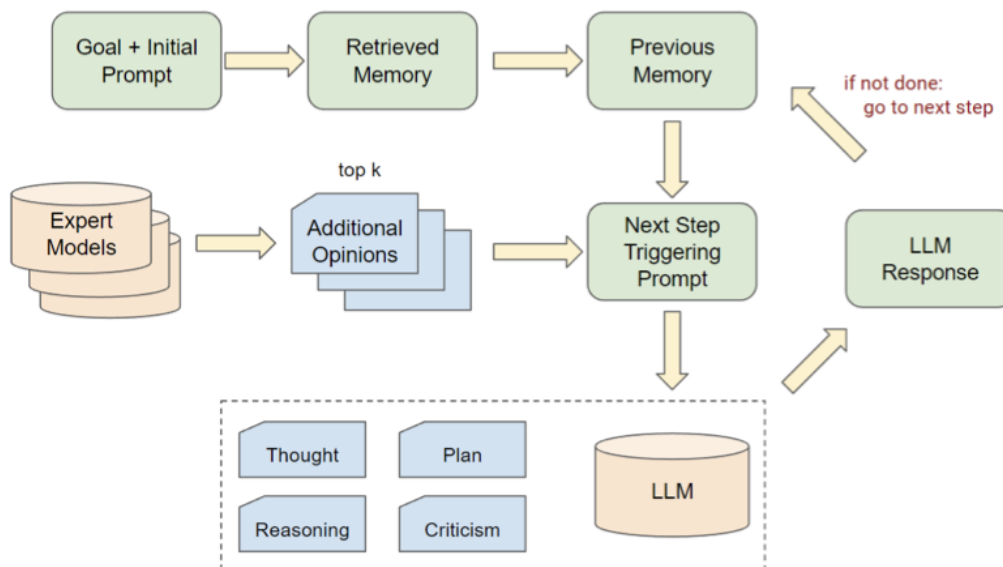 Goal + Initial
Prompt
Retrieved
Memory
Previous
Memory
if not done:
go to next step
top k
Expert
Models
Additional
Opinions
Next Step
Triggering
Prompt
LLM
Response
Thought
Plan
LLM
Reasoning
Criticism